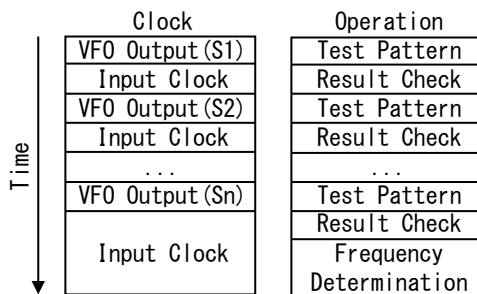 Clock Operation
VFO Output(S1) Test Pattern
Input Clock Result Check
VFO Output(S2) Test Pattern
Input Clock Result Check
... ...
VFO Output(Sn) Test Pattern
Result Check
Input Clock Frequency
Determination
Time